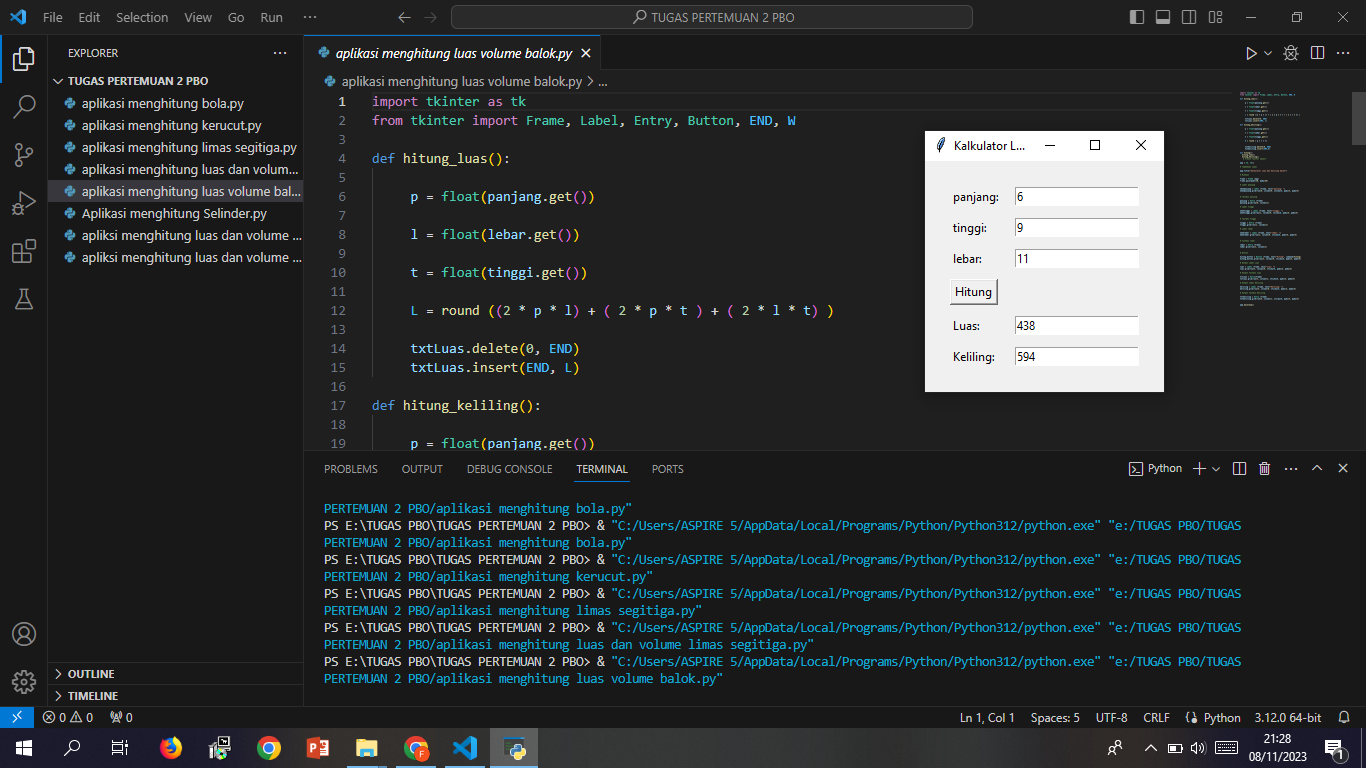 File Edit Selection View Go Run ··· TUGAS PERTEMUAN 2 PBO
EXPLORER ···
TUGAS PERTEMUAN 2 PBO
aplikasi menghitung bola.py
aplikasi menghitung kerucut.py
aplikasi menghitung limas segitiga.py
aplikasi menghitung luas dan volum...
aplikasi menghitung luas volume bal...
Aplikasi menghitung Selinder.py
apliksi menghitung luas dan volume ...
apliksi menghitung luas dan volume ...
OUTLINE
TIMELINE
aplikasi menghitung luas volume balok.py
aplikasi menghitung luas volume balok.py > ...
1 import tkinter as tk
2 from tkinter import Frame, Label, Entry, Button, END, W
3
4 def hitung_luas():
5
6 p = float(panjang.get())
7
8 l = float(lebar.get())
9
10 t = float(tinggi.get())
11
12 L = round ((2 * p * l) + ( 2 * p * t ) + ( 2 * l * t) )
13
14 txtLuas.delete(0, END)
15 txtLuas.insert(END, L)
16
17 def hitung_keliling():
18
19 p = float(panjang.get())
Kalkulator L...
panjang: 6
tinggi: 9
lebar: 11
Hitung
Luas: 438
Keliling: 594
PROBLEMS OUTPUT DEBUG CONSOLE TERMINAL PORTS Python
PERTEMUAN 2 PBO/aplikasi menghitung bola.py"
PS E:\TUGAS PBO\TUGAS PERTEMUAN 2 PBO> & "C:/Users/ASPIRE 5/AppData/Local/Programs/Python/Python312/python.exe" "e:/TUGAS PBO/TUGAS
PERTEMUAN 2 PBO/aplikasi menghitung bola.py"
PS E:\TUGAS PBO\TUGAS PERTEMUAN 2 PBO> & "C:/Users/ASPIRE 5/AppData/Local/Programs/Python/Python312/python.exe" "e:/TUGAS PBO/TUGAS
PERTEMUAN 2 PBO/aplikasi menghitung kerucut.py"
PS E:\TUGAS PBO\TUGAS PERTEMUAN 2 PBO> & "C:/Users/ASPIRE 5/AppData/Local/Programs/Python/Python312/python.exe" "e:/TUGAS PBO/TUGAS
PERTEMUAN 2 PBO/aplikasi menghitung limas segitiga.py"
PS E:\TUGAS PBO\TUGAS PERTEMUAN 2 PBO> & "C:/Users/ASPIRE 5/AppData/Local/Programs/Python/Python312/python.exe" "e:/TUGAS PBO/TUGAS
PERTEMUAN 2 PBO/aplikasi menghitung luas dan volume limas segitiga.py"
PS E:\TUGAS PBO\TUGAS PERTEMUAN 2 PBO> & "C:/Users/ASPIRE 5/AppData/Local/Programs/Python/Python312/python.exe" "e:/TUGAS PBO/TUGAS
PERTEMUAN 2 PBO/aplikasi menghitung luas volume balok.py"
0 0 0 Ln 1, Col 1 Spaces: 5 UTF-8 CRLF Python 3.12.0 64-bit
21:28
08/11/2023
1